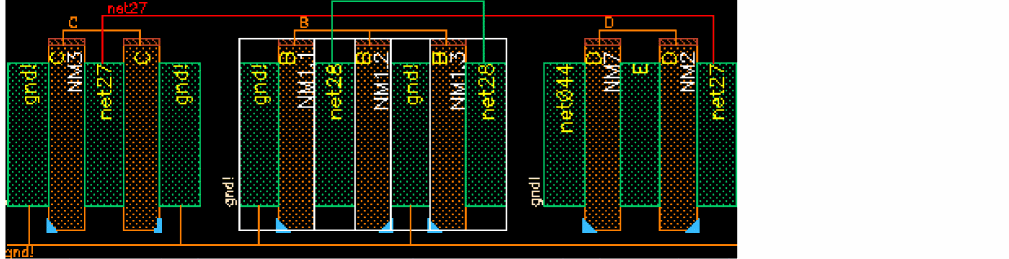 net27
C B D
gnd! C NM3 net27 C gnd! gnd! B NM1.1 net28 B NM1.2 gnd! B NM1.3 net28 net044 D NM7 E D NM2 net27
gnd! gnd!
gnd!